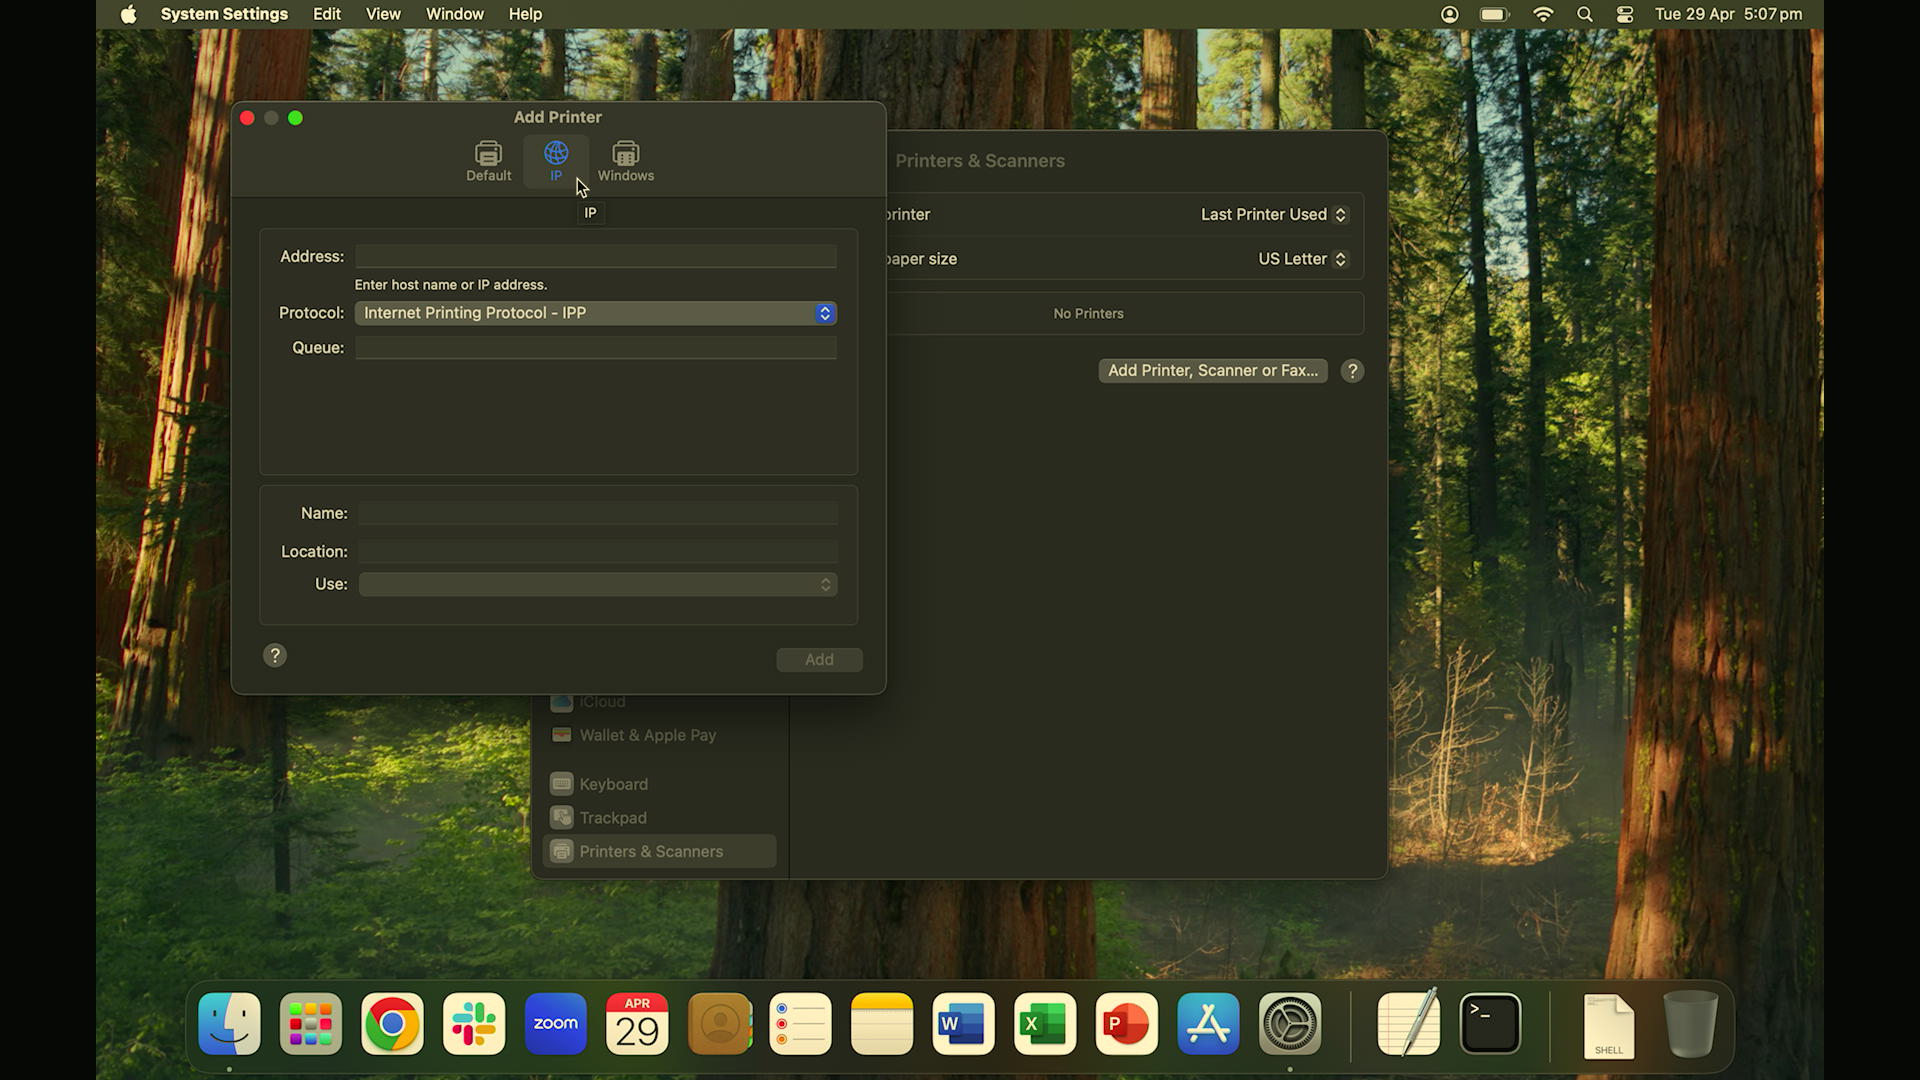 System Settings Edit View Window Help Tue 29 Apr 5:07 pm
Add Printer
Default IP Windows
IP
Address:
Enter host name or IP address.
Protocol: Internet Printing Protocol - IPP
Queue:
Name:
Location:
Use:
? Add
Printers & Scanners
printer Last Printer Used
paper size US Letter
No Printers
Add Printer, Scanner or Fax... ?
iCloud
Wallet & Apple Pay
Keyboard
Trackpad
Printers & Scanners
zoom
APR
29
W
X
P
>_
SHELL